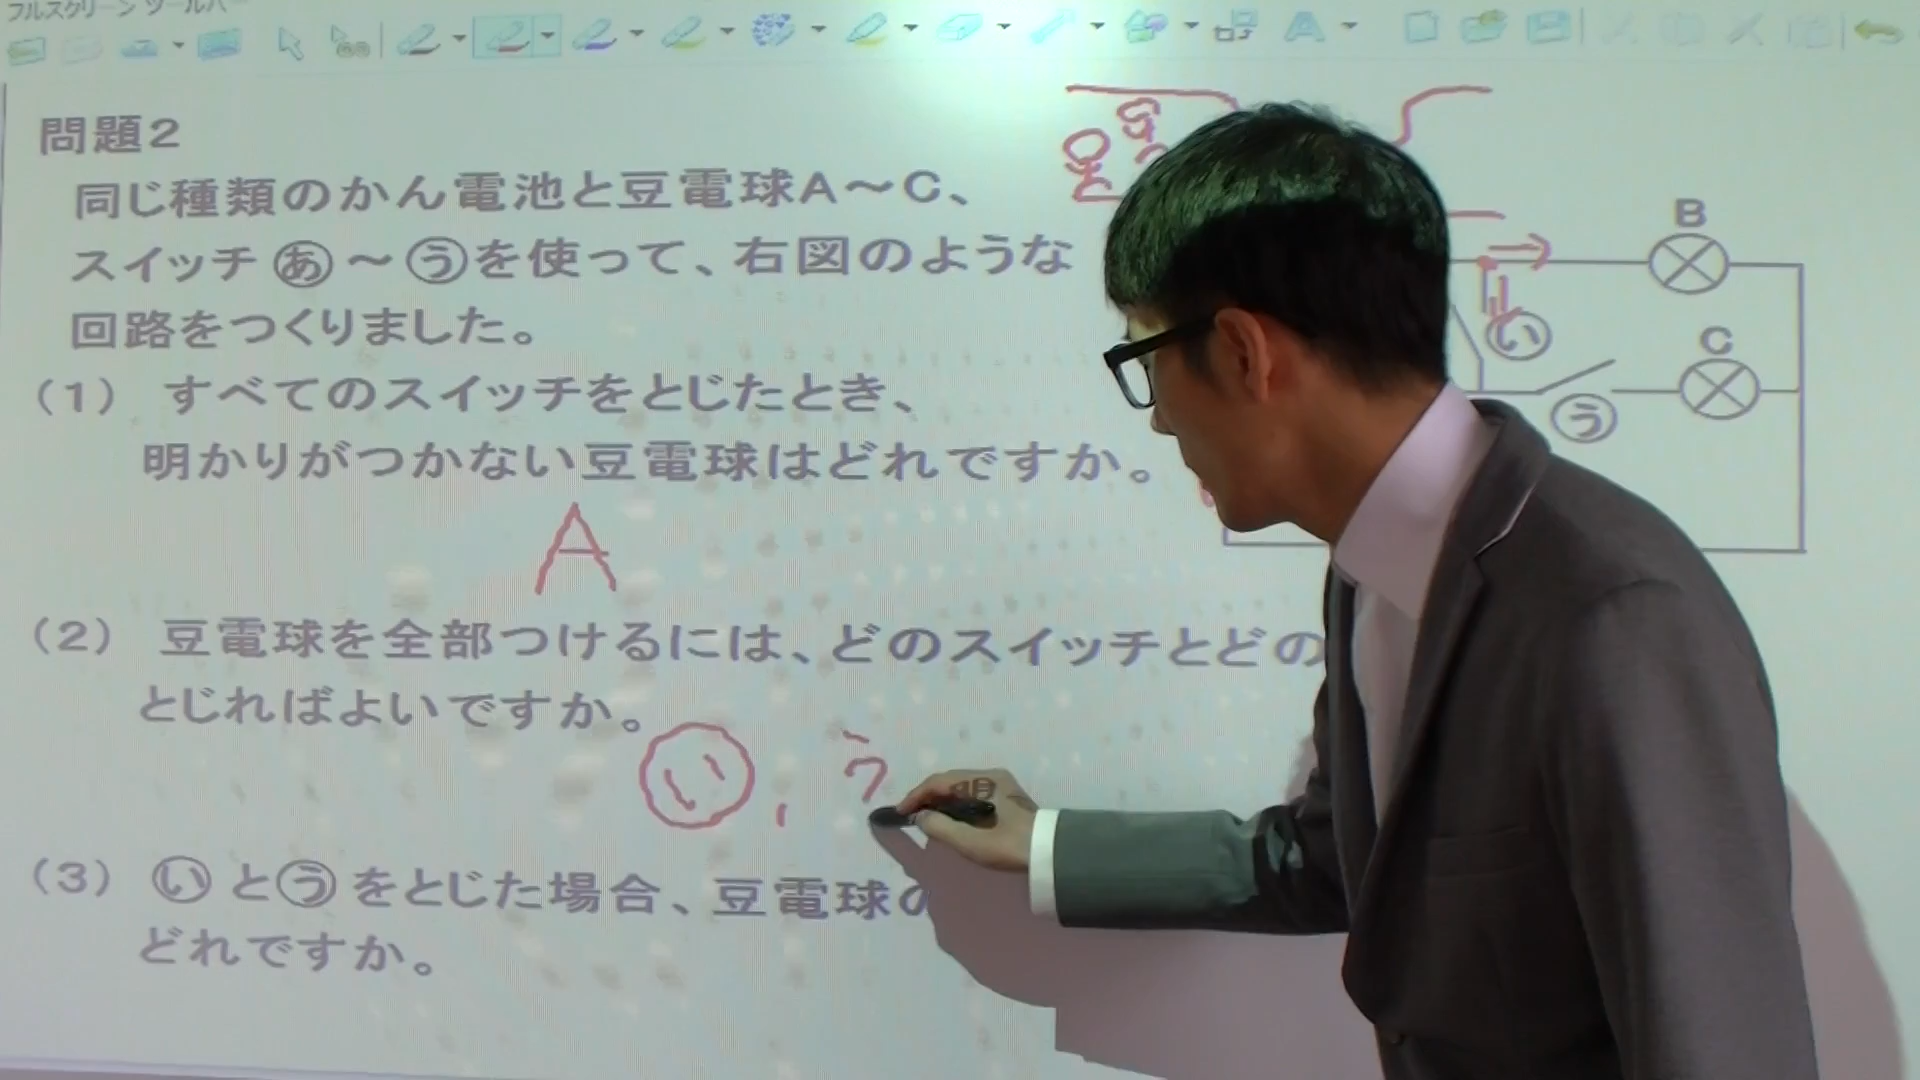 フルスクリーン ツールバー
問題2
同じ種類のかん電池と豆電球A～C、
スイッチ あ ～ う を使って、右図のような
回路をつくりました。
(1) すべてのスイッチをとじたとき、
明かりがつかない豆電球はどれですか。
A
(2) 豆電球を全部つけるには、どのスイッチとどの
とじればよいですか。
い, う
(3) い と う をとじた場合、豆電球の
どれですか。
B
い
C
う